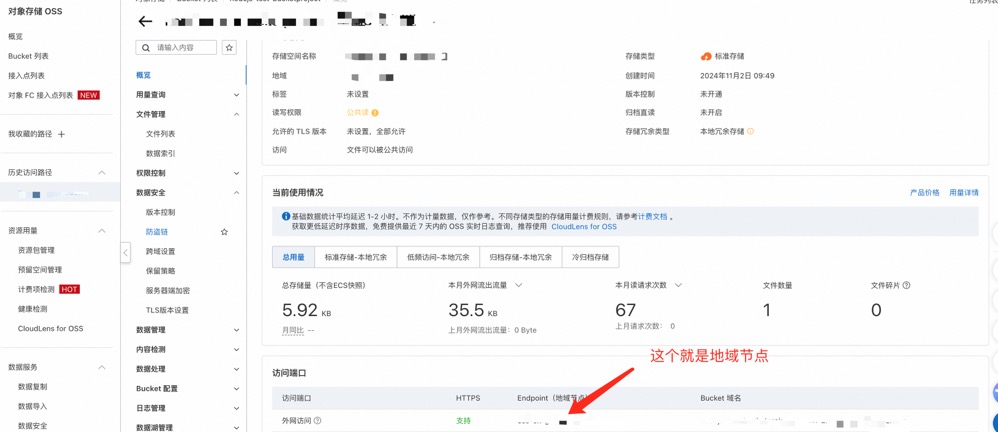 对象存储 OSS
概览
Bucket 列表
接入点列表
对象 FC 接入点列表 NEW
我收藏的路径
历史访问路径
资源用量
资源包管理
预留空间管理
计费项检测 HOT
健康检测
CloudLens for OSS
数据服务
数据复制
数据导入
数据安全
请输入内容
概览
用量查询
文件管理
文件列表
数据索引
权限控制
数据安全
版本控制
防盗链
跨域设置
保留策略
服务器端加密
TLS版本设置
数据管理
内容检测
数据处理
Bucket 配置
日志管理
数据湖管理
任务列表
存储空间名称
存储类型 标准存储
地域
创建时间 2024年11月2日 09:49
标签 未设置
版本控制 未开通
读写权限 公共读
归档直读 未开启
允许的 TLS 版本 未设置，全部允许
存储冗余类型 本地冗余存储
访问 文件可以被公共访问
当前使用情况
产品价格 用量详情
基础数据统计平均延迟 1-2 小时。不作为计量数据，仅作参考。不同存储类型的存储用量计费规则，请参考计费文档 。
获取更低延迟时序数据，免费提供最近 7 天内的 OSS 实时日志查询，推荐使用 CloudLens for OSS
总用量 标准存储-本地冗余 低频访问-本地冗余 归档存储-本地冗余 冷归档存储
总存储量（不含ECS快照） 本月外网流出流量 本月读请求次数 文件数量 文件碎片
5.92 KB 35.5 KB 67 1 0
月同比 -- 上月外网流出流量：0 Byte 上月请求次数： 0
这个就是地域节点
访问端口
访问端口 HTTPS Endpoint（地域节点） Bucket 域名
外网访问 支持